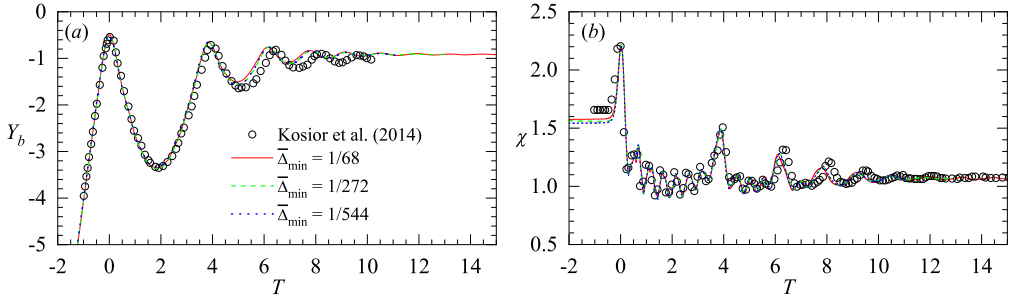 (a)
0
-1
-2
-3
-4
-5
Y_b
Kosior et al. (2014)
Δ̅_min = 1/68
Δ̅_min = 1/272
Δ̅_min = 1/544
-2 0 2 4 6 8 10 12 14
T
(b)
2.5
2.0
1.5
1.0
0.5
χ
-2 0 2 4 6 8 10 12 14
T